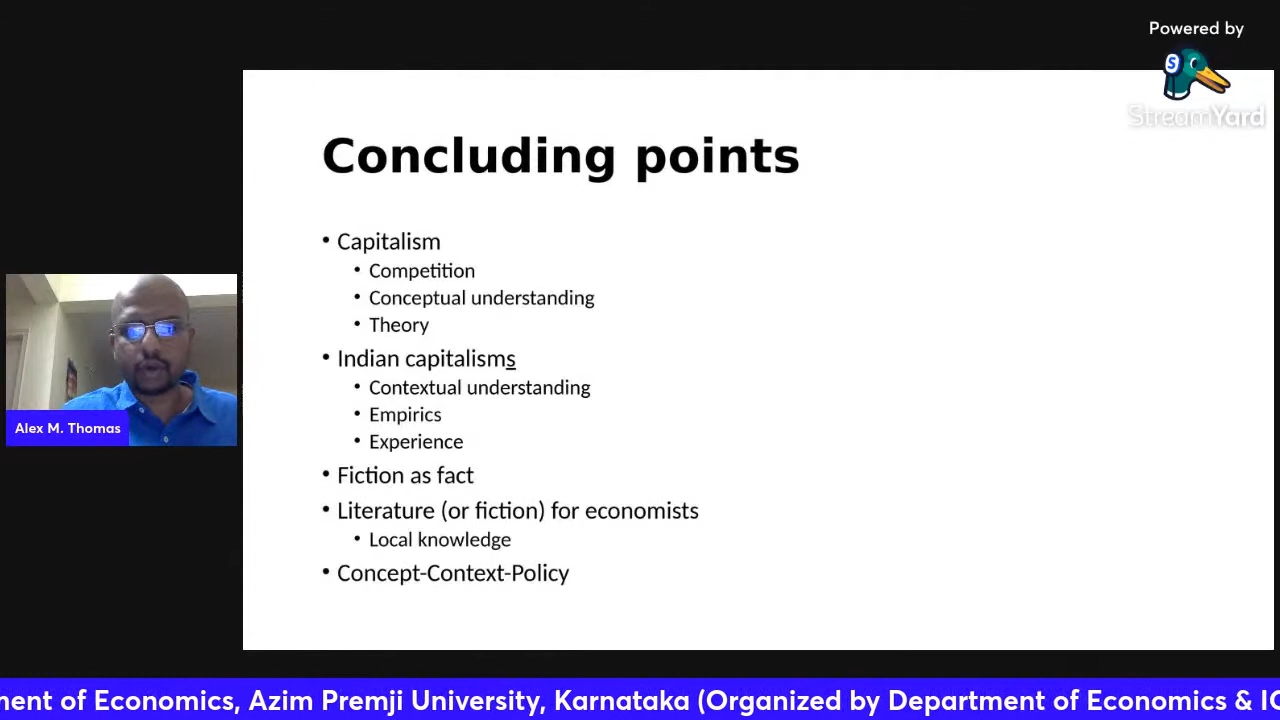 Powered by
StreamYard
Concluding points
• Capitalism
• Competition
• Conceptual understanding
• Theory
• Indian capitalisms
• Contextual understanding
• Empirics
• Experience
• Fiction as fact
• Literature (or fiction) for economists
• Local knowledge
• Concept-Context-Policy
Alex M. Thomas
ment of Economics, Azim Premji University, Karnataka (Organized by Department of Economics &